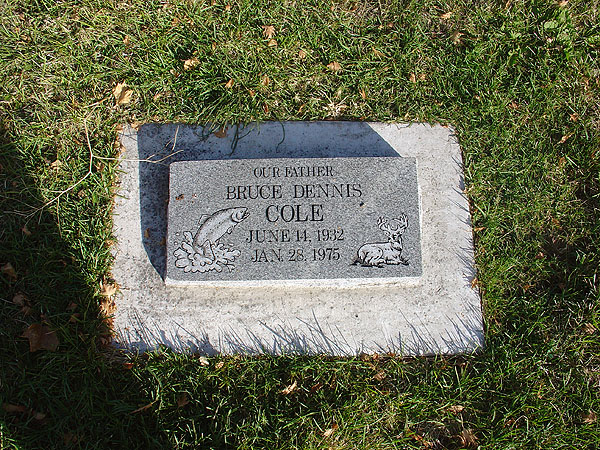 OUR FATHER
BRUCE DENNIS
COLE
JUNE 14, 1932
JAN. 28, 1975